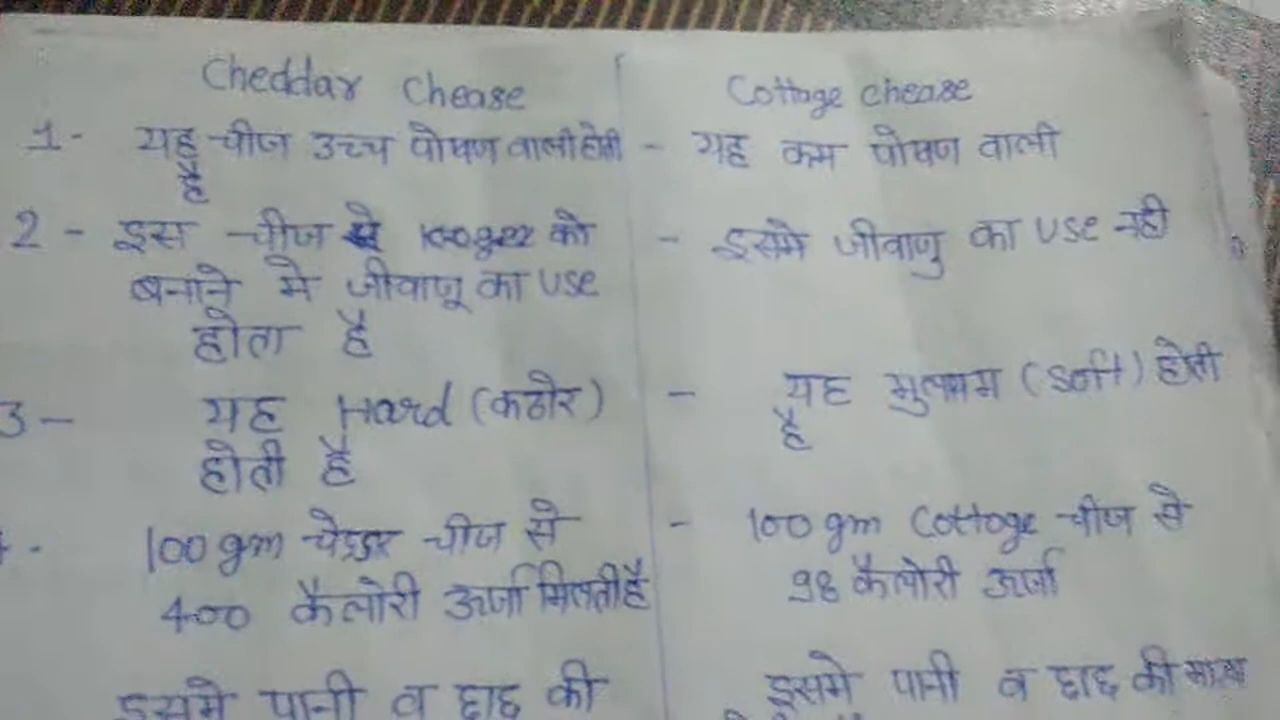 Cheddar Chease
Cottage chease
1- यह चीज उच्च पोषण वाली होती
है
- यह कम पोषण वाली
2 - इस चीज को
बनाने मे जीवाणू का use
होता है
- इसमे जीवाणु का use नही
3 - यह Hard (कठोर)
होती है
- यह मुलायम (soft) होती
है
100 gm चेड्डर चीज से
400 कैलोरी ऊर्जा मिलती है
- 100 gm Cottoge चीज से
98 कैलोरी ऊर्जा
इसमे पानी व छाछ की
इसमे पानी व छाछ की मात्रा